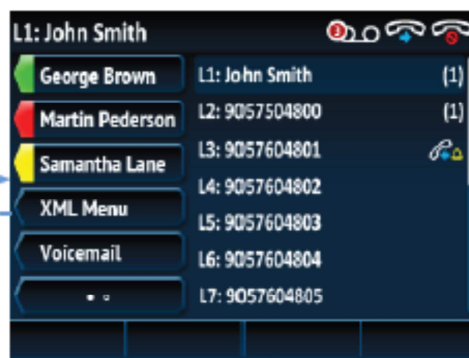 L1: John Smith
3
George Brown
Martin Pederson
Samantha Lane
XML Menu
Voicemail
L1: John Smith (1)
L2: 9057504800 (1)
L3: 9057604801
L4: 9057604802
L5: 9057604803
L6: 9057604804
L7: 9057604805